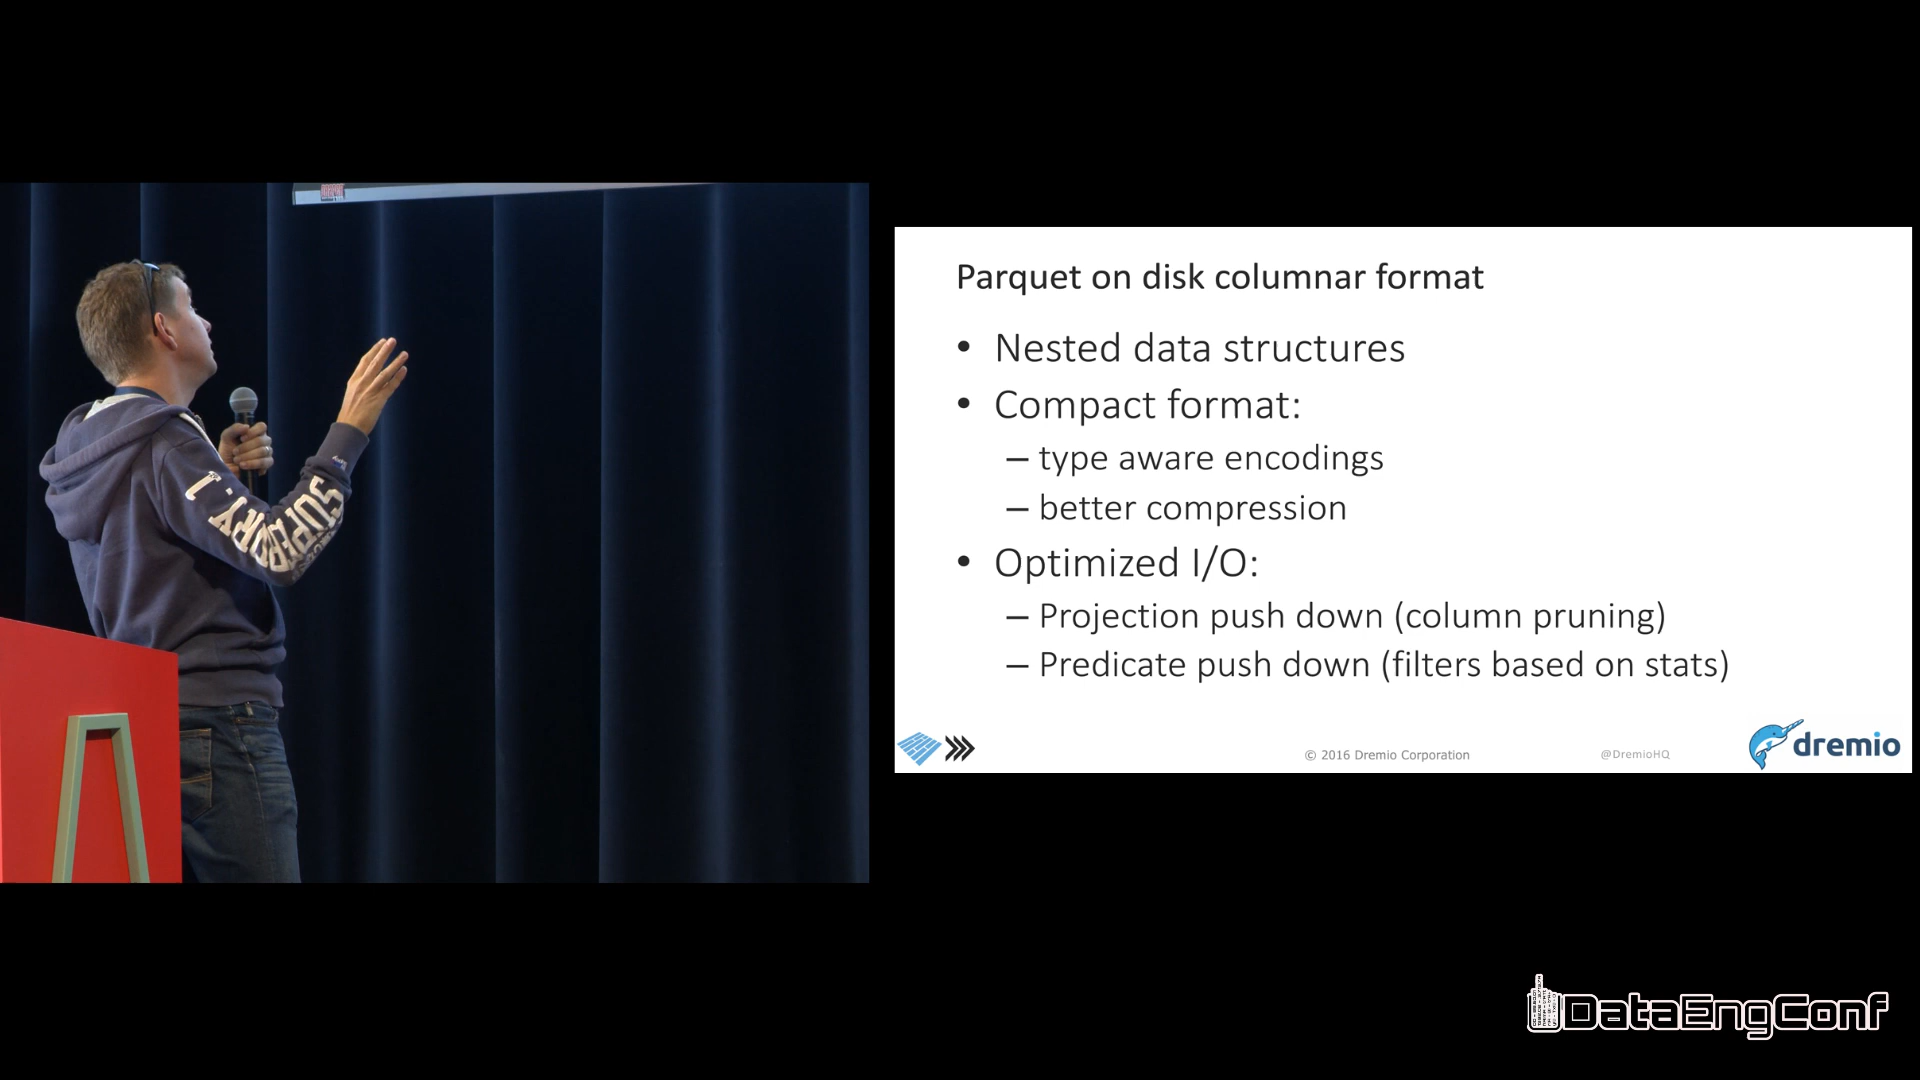 Parquet on disk columnar format
• Nested data structures
• Compact format:
– type aware encodings
– better compression
• Optimized I/O:
– Projection push down (column pruning)
– Predicate push down (filters based on stats)
© 2016 Dremio Corporation
@DremioHQ
dremio
SUPERDRY.J
DataEngConf